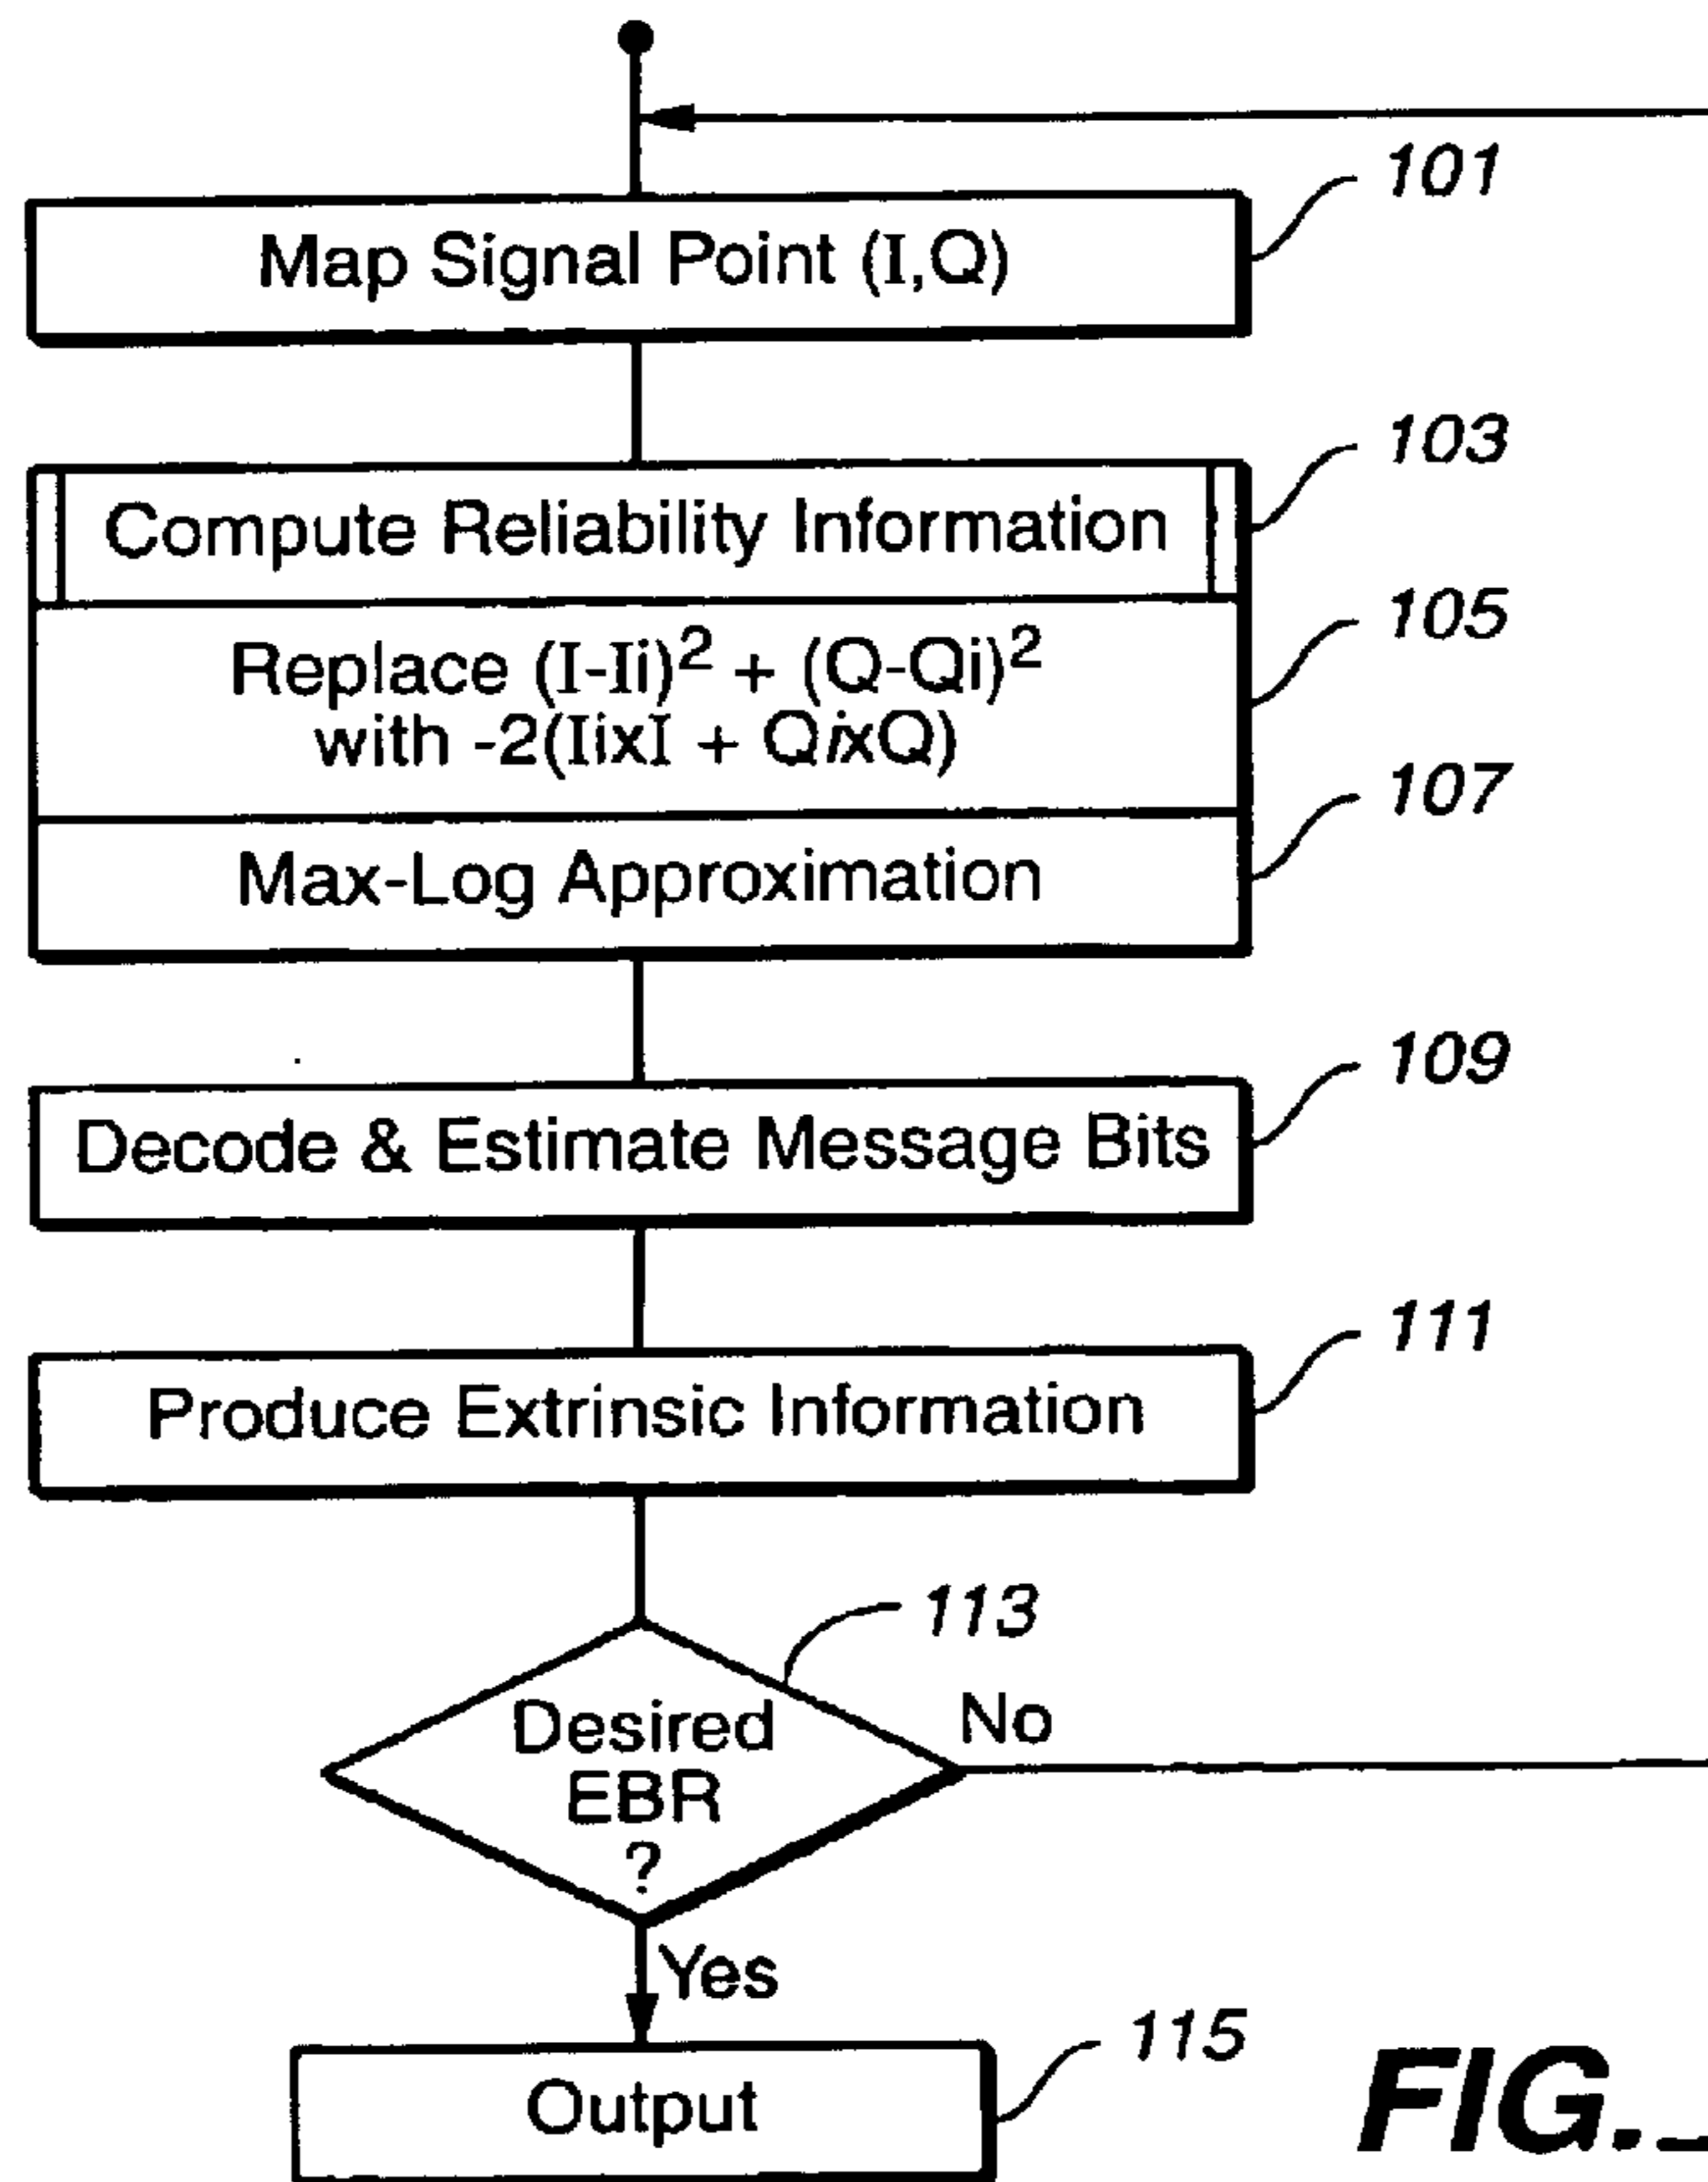 101
Map Signal Point (I,Q)
103
Compute Reliability Information
105
Replace (I-Ii)² + (Q-Qi)²
with -2(IixI + QixQ)
107
Max-Log Approximation
109
Decode & Estimate Message Bits
111
Produce Extrinsic Information
113
Desired
EBR
?
No
Yes
115
Output
FIG._